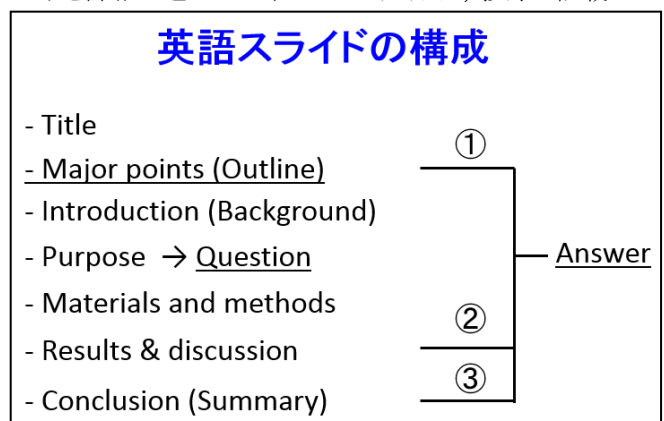 英語スライドの構成
- Title
①
- Major points (Outline)
- Introduction (Background)
- Purpose → Question
Answer
- Materials and methods
②
- Results & discussion
③
- Conclusion (Summary)